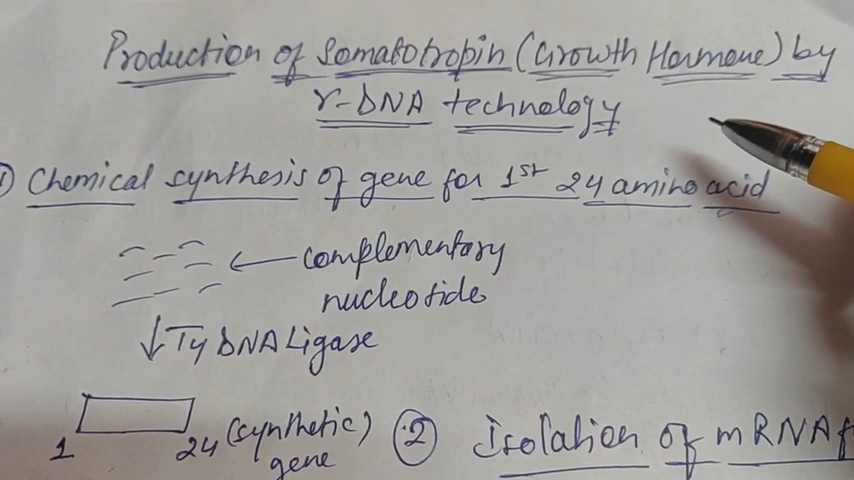 Production of Somatotropin (Growth Hormone) by
r-DNA technology
1) Chemical synthesis of gene for 1st 24 amino acid
complementary
nucleotide
T4 DNA Ligase
1 24 (synthetic) gene
2 Isolation of mRNA